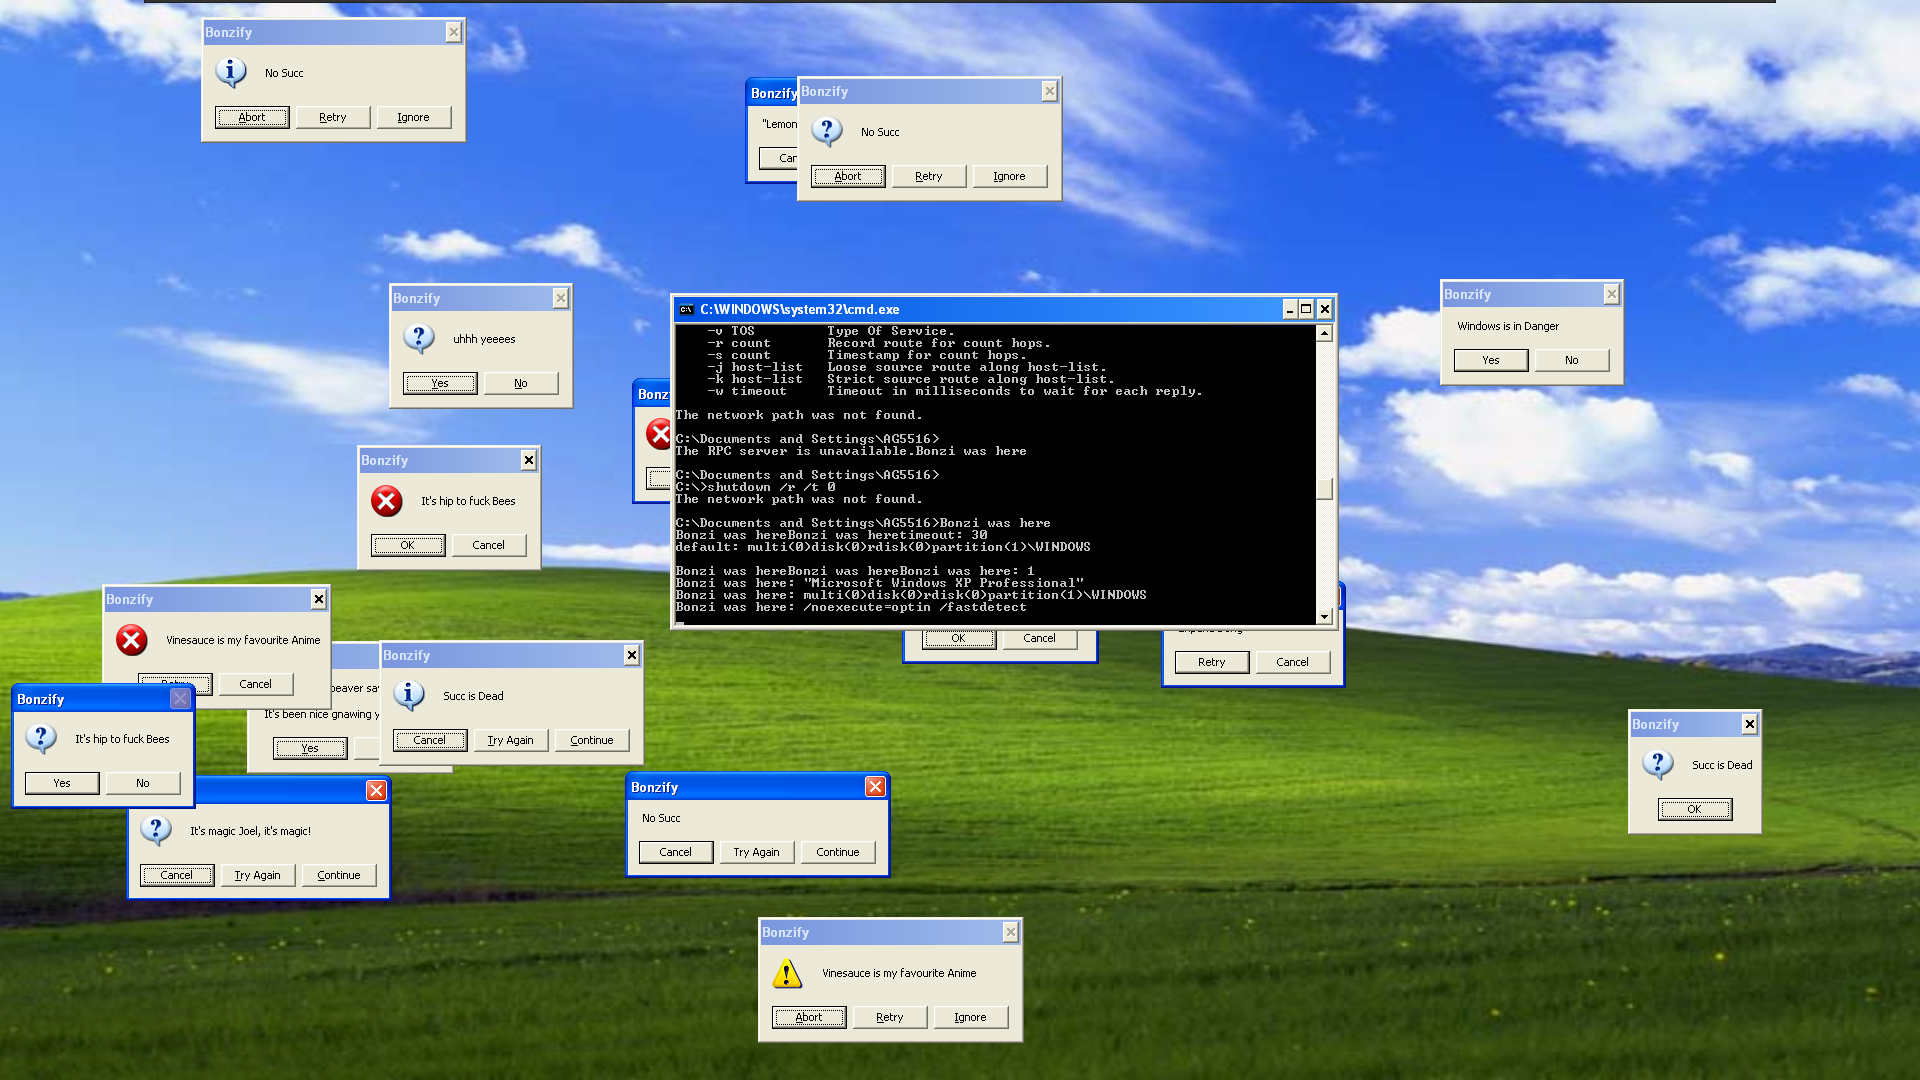 Bonzify
No Succ
Abort
Retry
Ignore
Bonzify
"Lemon
Bonzify
No Succ
Abort
Retry
Ignore
Bonzify
uhhh yeeees
Yes
No
Bonzify
Windows is in Danger
Yes
No
C:\WINDOWS\system32\cmd.exe
-v TOS Type Of Service.
-r count Record route for count hops.
-s count Timestamp for count hops.
-j host-list Loose source route along host-list.
-k host-list Strict source route along host-list.
-w timeout Timeout in milliseconds to wait for each reply.
The network path was not found.
C:\Documents and Settings\AG5516>
The RPC server is unavailable.Bonzi was here
C:\Documents and Settings\AG5516>
C:\>shutdown /r /t 0
The network path was not found.
C:\Documents and Settings\AG5516>Bonzi was here
Bonzi was hereBonzi was heretimeout: 30
default: multi(0)disk(0)rdisk(0)partition(1)\WINDOWS
Bonzi was hereBonzi was hereBonzi was here: 1
Bonzi was here: "Microsoft Windows XP Professional"
Bonzi was here: multi(0)disk(0)rdisk(0)partition(1)\WINDOWS
Bonzi was here: /noexecute=optin /fastdetect
Bonzify
It's hip to fuck Bees
OK
Cancel
OK
Cancel
Retry
Cancel
Bonzify
Vinesauce is my favourite Anime
Cancel
It's been nice gnawing
Yes
Bonzify
Succ is Dead
Cancel
Try Again
Continue
Bonzify
It's hip to fuck Bees
Yes
No
It's magic Joel, it's magic!
Cancel
Try Again
Continue
Bonzify
No Succ
Cancel
Try Again
Continue
Bonzify
Succ is Dead
OK
Bonzify
Vinesauce is my favourite Anime
Abort
Retry
Ignore